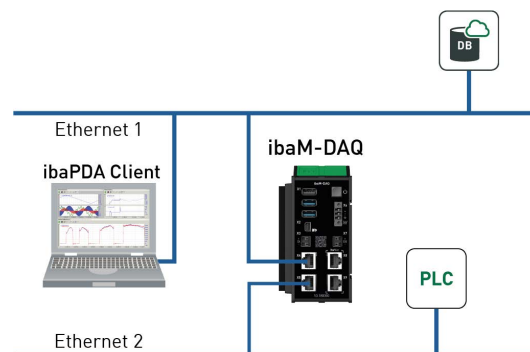 DB
Ethernet 1
ibaM-DAQ
ibaPDA Client
PLC
Ethernet 2